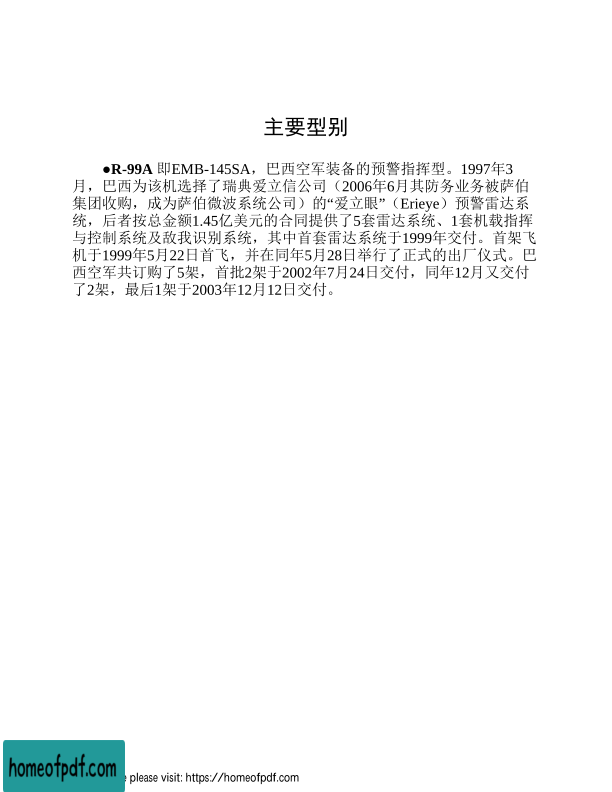 主要型别
●R-99A 即EMB-145SA，巴西空军装备的预警指挥型。1997年3
月，巴西为该机选择了瑞典爱立信公司（2006年6月其防务业务被萨伯
集团收购，成为萨伯微波系统公司）的“爱立眼”（Erieye）预警雷达系
统，后者按总金额1.45亿美元的合同提供了5套雷达系统、1套机载指挥
与控制系统及敌我识别系统，其中首套雷达系统于1999年交付。首架飞
机于1999年5月22日首飞，并在同年5月28日举行了正式的出厂仪式。巴
西空军共订购了5架，首批2架于2002年7月24日交付，同年12月又交付
了2架，最后1架于2003年12月12日交付。
homeofpdf.com
please visit: https://homeofpdf.com